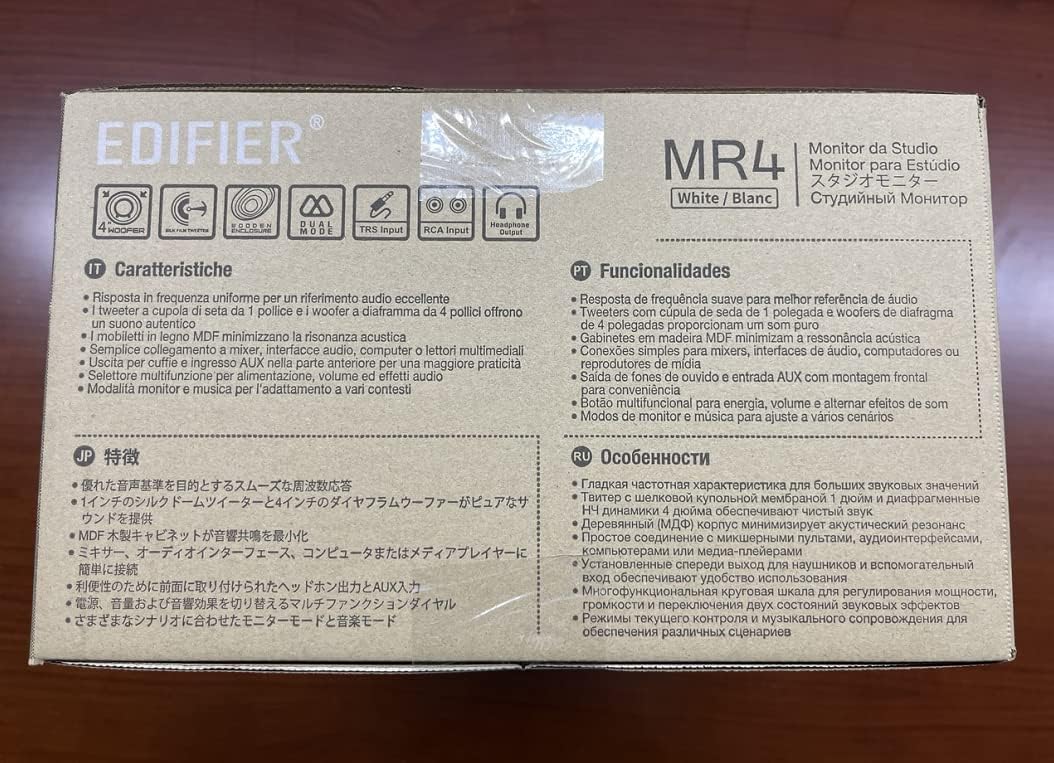 EDIFIER®
MR4
White / Blanc
Monitor da Studio
Monitor para Estúdio
スタジオモニター
Студийный Монитор
4" WOOFER
SILK FILM TWEETER
WOODEN
ENCLOSURE
DUAL
MODE
TRS Input
RCA Input
Headphone
Output
IT Caratteristiche
• Risposta in frequenza uniforme per un riferimento audio eccellente
• I tweeter a cupola di seta da 1 pollice e i woofer a diaframma da 4 pollici offrono
un suono autentico
• I mobiletti in legno MDF minimizzano la risonanza acustica
• Semplice collegamento a mixer, interfacce audio, computer o lettori multimediali
• Uscita per cuffie e ingresso AUX nella parte anteriore per una maggiore praticità
• Selettore multifunzione per alimentazione, volume ed effetti audio
• Modalità monitor e musica per l'adattamento a vari contesti
PT Funcionalidades
• Resposta de frequência suave para melhor referência de áudio
• Tweeters com cúpula de seda de 1 polegada e woofers de diafragma
de 4 polegadas proporcionam um som puro
• Gabinetes em madeira MDF minimizam a ressonância acústica
• Conexões simples para mixers, interfaces de áudio, computadores ou
reprodutores de mídia
• Saída de fones de ouvido e entrada AUX com montagem frontal
para conveniência
• Botão multifuncional para energia, volume e alternar efeitos de som
• Modos de monitor e música para ajuste a vários cenários
JP 特徴
• 優れた音声基準を目的とするスムーズな周波数応答
• 1インチのシルクドームツイーターと4インチのダイヤフラムウーファーがピュアなサ
ウンドを提供
• MDF 木製キャビネットが音響共鳴を最小化
• ミキサー、オーディオインターフェース、コンピュータまたはメディアプレイヤーに
簡単に接続
• 利便性のために前面に取り付けられたヘッドホン出力とAUX入力
• 電源、音量および音響効果を切り替えるマルチファンクションダイヤル
• さまざまなシナリオに合わせたモニターモードと音楽モード
RU Особенности
• Гладкая частотная характеристика для больших звуковых значений
• Твитер с шелковой купольной мембраной 1 дюйм и диафрагменные
НЧ динамики 4 дюйма обеспечивают чистый звук
• Деревянный (МДФ) корпус минимизирует акустический резонанс
• Простое соединение с микшерными пультами, аудиоинтерфейсами,
компьютерами или медиа-плейерами
• Установленные спереди выход для наушников и вспомогательный
вход обеспечивают удобство использования
• Многофункциональная круговая шкала для регулирования мощности,
громкости и переключения двух состояний звуковых эффектов
• Режимы текущего контроля и музыкального сопровождения для
обеспечения различных сценариев